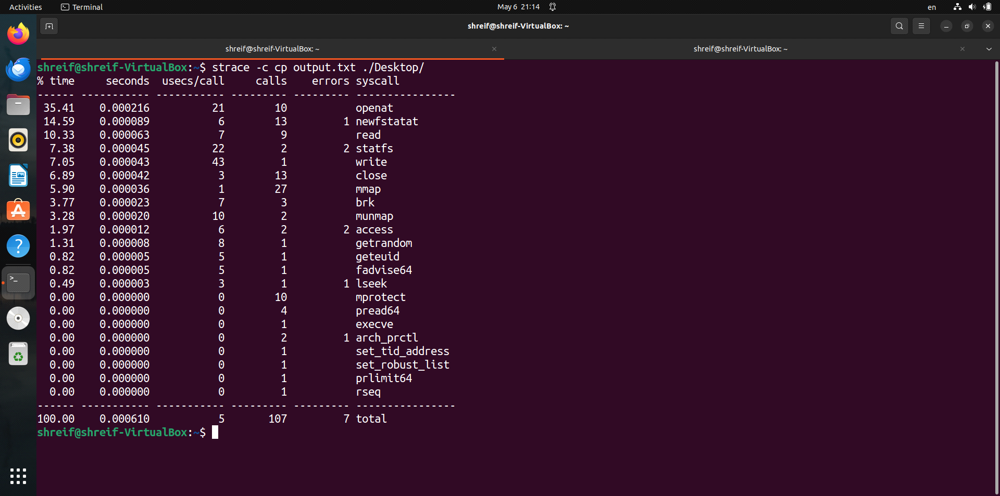 Activities Terminal May 6 21:14 en
shreif@shreif-VirtualBox: ~
shreif@shreif-VirtualBox: ~ shreif@shreif-VirtualBox: ~
shreif@shreif-VirtualBox:~$ strace -c cp output.txt ./Desktop/
% time     seconds  usecs/call     calls    errors syscall
------ ----------- ----------- --------- --------- ----------------
 35.41    0.000216          21        10           openat
 14.59    0.000089           6        13         1 newfstatat
 10.33    0.000063           7         9           read
  7.38    0.000045          22         2         2 statfs
  7.05    0.000043          43         1           write
  6.89    0.000042           3        13           close
  5.90    0.000036           1        27           mmap
  3.77    0.000023           7         3           brk
  3.28    0.000020          10         2           munmap
  1.97    0.000012           6         2         2 access
  1.31    0.000008           8         1           getrandom
  0.82    0.000005           5         1           geteuid
  0.82    0.000005           5         1           fadvise64
  0.49    0.000003           3         1         1 lseek
  0.00    0.000000           0        10           mprotect
  0.00    0.000000           0         4           pread64
  0.00    0.000000           0         1           execve
  0.00    0.000000           0         2         1 arch_prctl
  0.00    0.000000           0         1           set_tid_address
  0.00    0.000000           0         1           set_robust_list
  0.00    0.000000           0         1           prlimit64
  0.00    0.000000           0         1           rseq
------ ----------- ----------- --------- --------- ----------------
100.00    0.000610           5       107         7 total
shreif@shreif-VirtualBox:~$